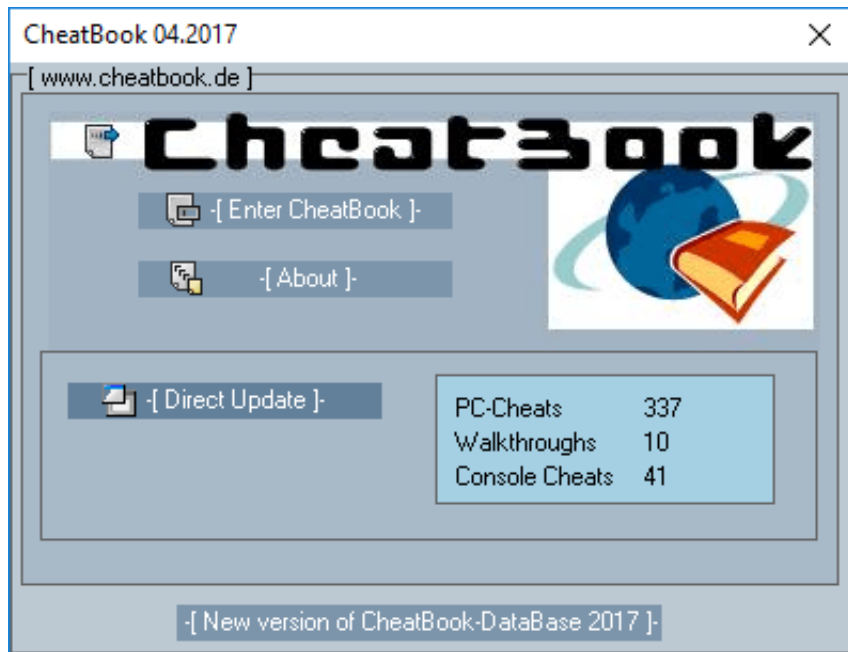 CheatBook 04.2017
[ www.cheatbook.de ]
CheatBook
-[ Enter CheatBook ]-
-[ About ]-
-[ Direct Update ]-
PC-Cheats 337
Walkthroughs 10
Console Cheats 41
-[ New version of CheatBook-DataBase 2017 ]-